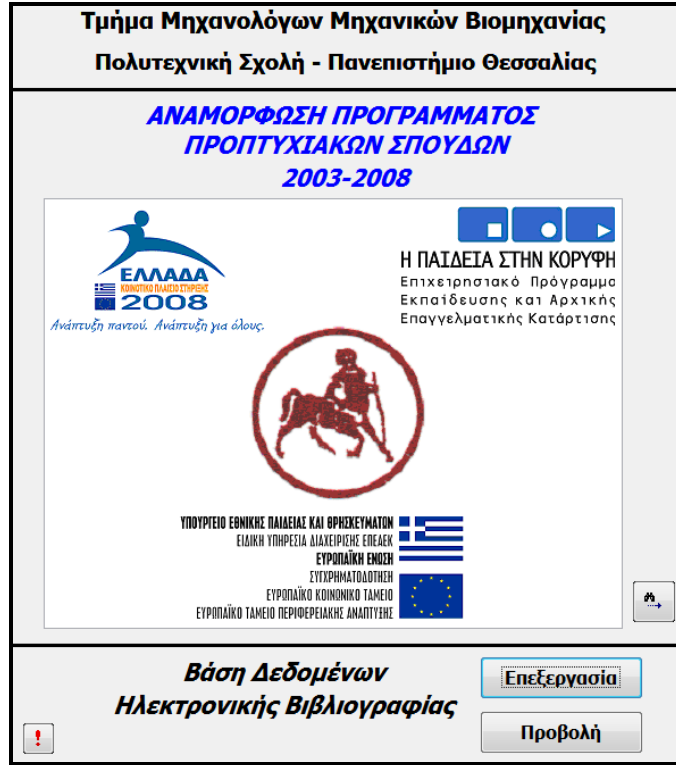 Τμήμα Μηχανολόγων Μηχανικών Βιομηχανίας
Πολυτεχνική Σχολή - Πανεπιστήμιο Θεσσαλίας
ΑΝΑΜΟΡΦΩΣΗ ΠΡΟΓΡΑΜΜΑΤΟΣ
ΠΡΟΠΤΥΧΙΑΚΩΝ ΣΠΟΥΔΩΝ
2003-2008
ΕΛΛΑΔΑ
ΚΟΙΝΟΤΙΚΟ ΠΛΑΙΣΙΟ ΣΤΗΡΙΞΗΣ
2008
Ανάπτυξη παντού. Ανάπτυξη για όλους.
Η ΠΑΙΔΕΙΑ ΣΤΗΝ ΚΟΡΥΦΗ
Επιχειρησιακό Πρόγραμμα
Εκπαίδευσης και Αρχικής
Επαγγελματικής Κατάρτισης
ΥΠΟΥΡΓΕΙΟ ΕΘΝΙΚΗΣ ΠΑΙΔΕΙΑΣ ΚΑΙ ΘΡΗΣΚΕΥΜΑΤΩΝ
ΕΙΔΙΚΗ ΥΠΗΡΕΣΙΑ ΔΙΑΧΕΙΡΙΣΗΣ ΕΠΕΑΕΚ
ΕΥΡΩΠΑΪΚΗ ΕΝΩΣΗ
ΣΥΓΧΡΗΜΑΤΟΔΟΤΗΣΗ
ΕΥΡΩΠΑΪΚΟ ΚΟΙΝΩΝΙΚΟ ΤΑΜΕΙΟ
ΕΥΡΩΠΑΪΚΟ ΤΑΜΕΙΟ ΠΕΡΙΦΕΡΕΙΑΚΗΣ ΑΝΑΠΤΥΞΗΣ
Βάση Δεδομένων
Ηλεκτρονικής Βιβλιογραφίας
Επεξεργασία
Προβολή